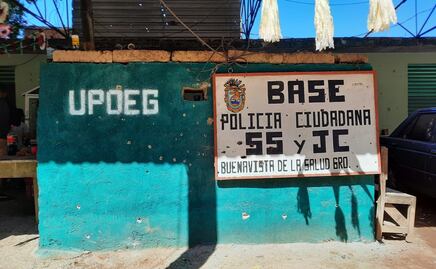 UPOEG
BASE
POLICIA CIUDADANA
SS Y JC
BUENAVISTA DE LA SALUD GRO.